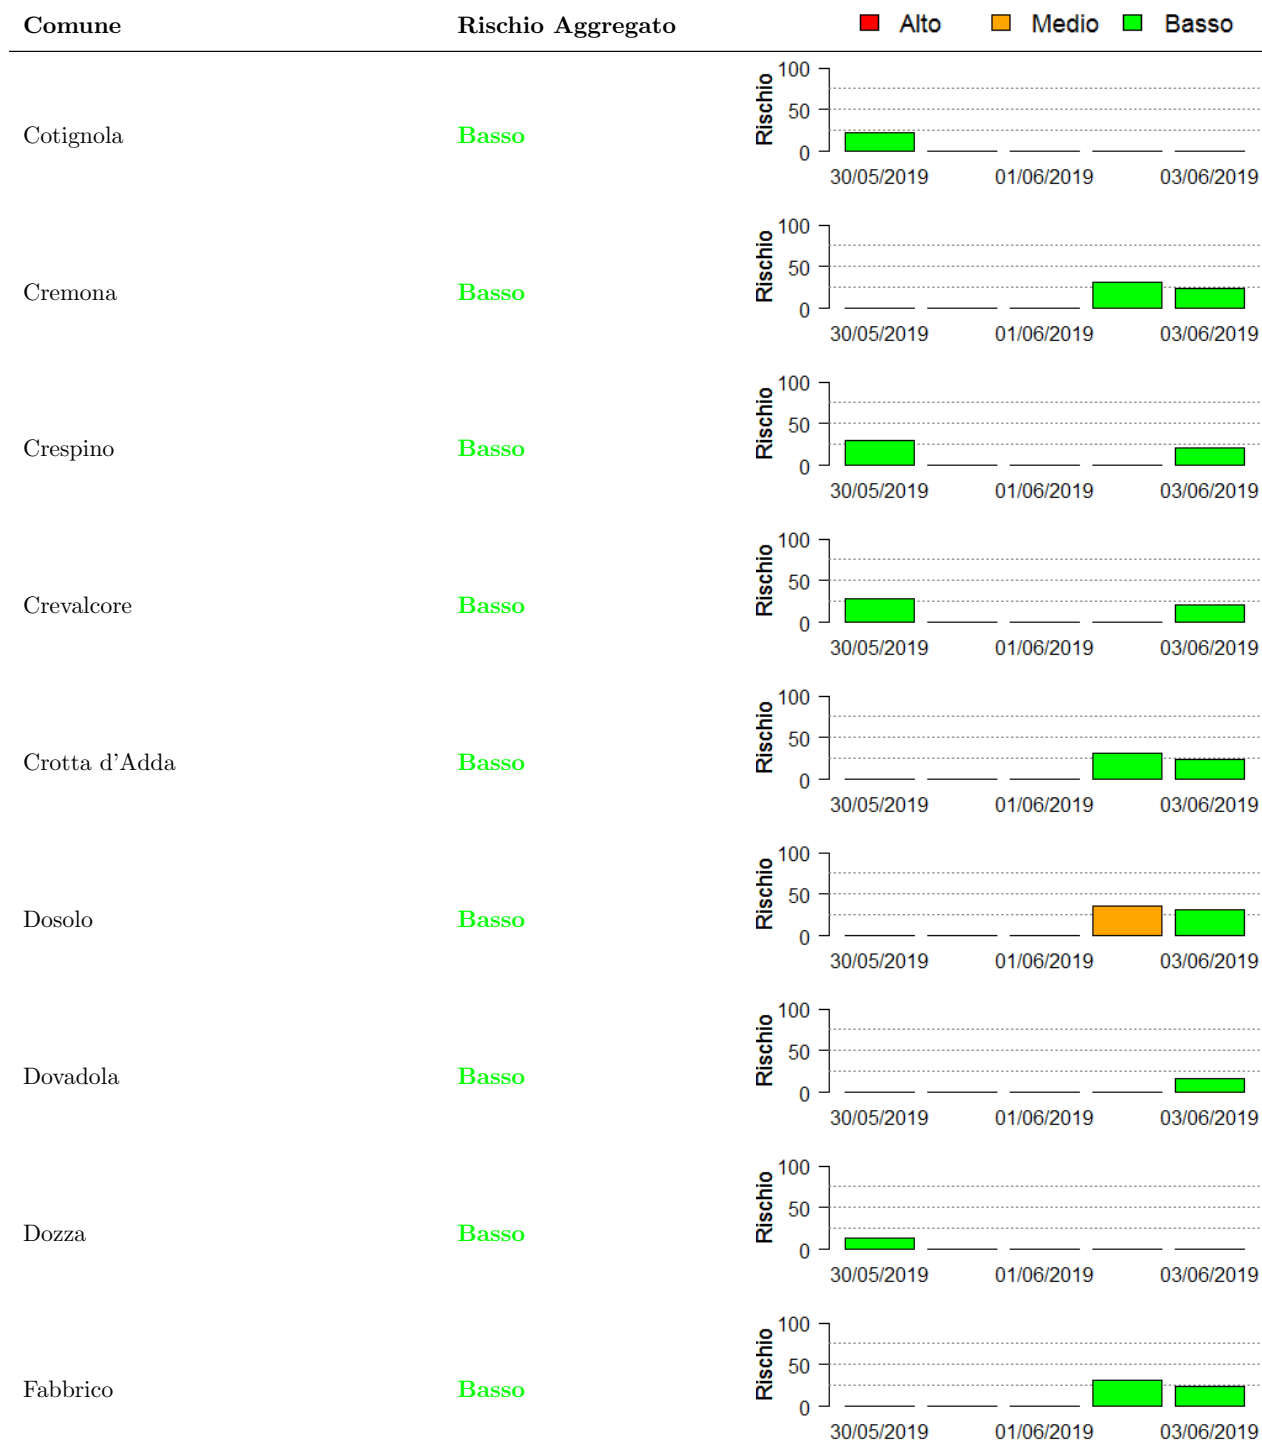 Comune Rischio Aggregato Alto Medio Basso
Cotignola Basso Rischio 100 50 0
30/05/2019 01/06/2019 03/06/2019
Cremona Basso Rischio 100 50 0
30/05/2019 01/06/2019 03/06/2019
Crespino Basso Rischio 100 50 0
30/05/2019 01/06/2019 03/06/2019
Crevalcore Basso Rischio 100 50 0
30/05/2019 01/06/2019 03/06/2019
Crotta d'Adda Basso Rischio 100 50 0
30/05/2019 01/06/2019 03/06/2019
Dosolo Basso Rischio 100 50 0
30/05/2019 01/06/2019 03/06/2019
Dovadola Basso Rischio 100 50 0
30/05/2019 01/06/2019 03/06/2019
Dozza Basso Rischio 100 50 0
30/05/2019 01/06/2019 03/06/2019
Fabbrico Basso Rischio 100 50 0
30/05/2019 01/06/2019 03/06/2019